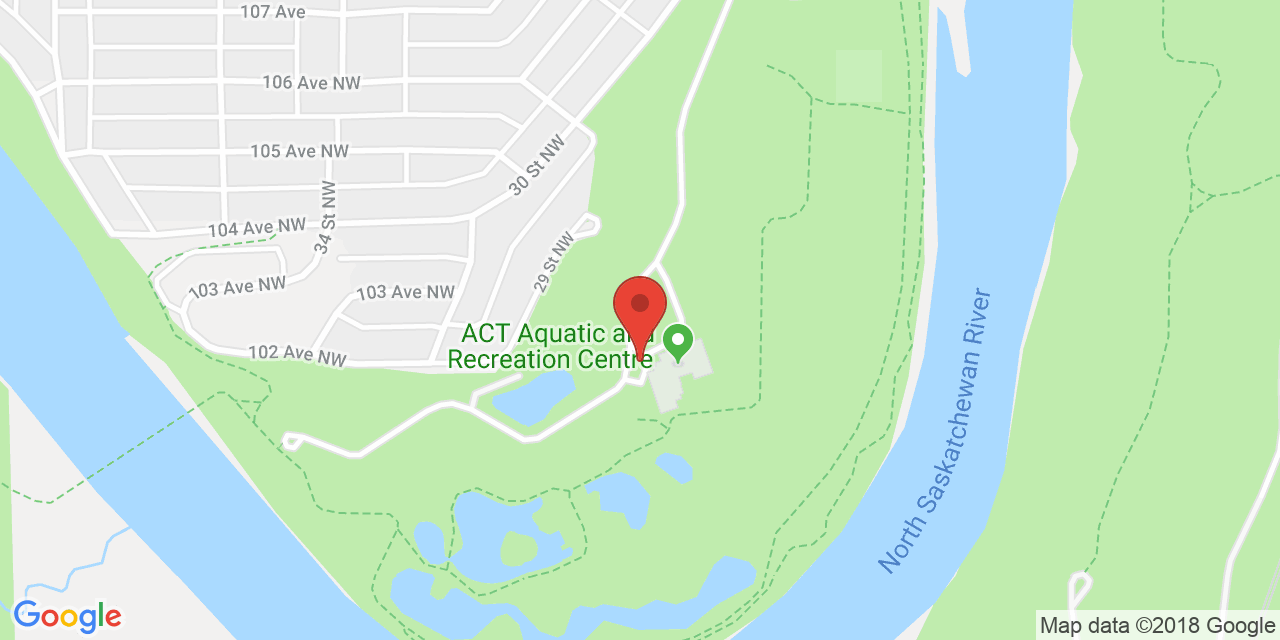 107 Ave
106 Ave NW
105 Ave NW
30 St NW
34 St NW
104 Ave NW
29 St NW
103 Ave NW
103 Ave NW
North Saskatchewan River
ACT Aquatic and
Recreation Centre
102 Ave NW
Google
Map data ©2018 Google